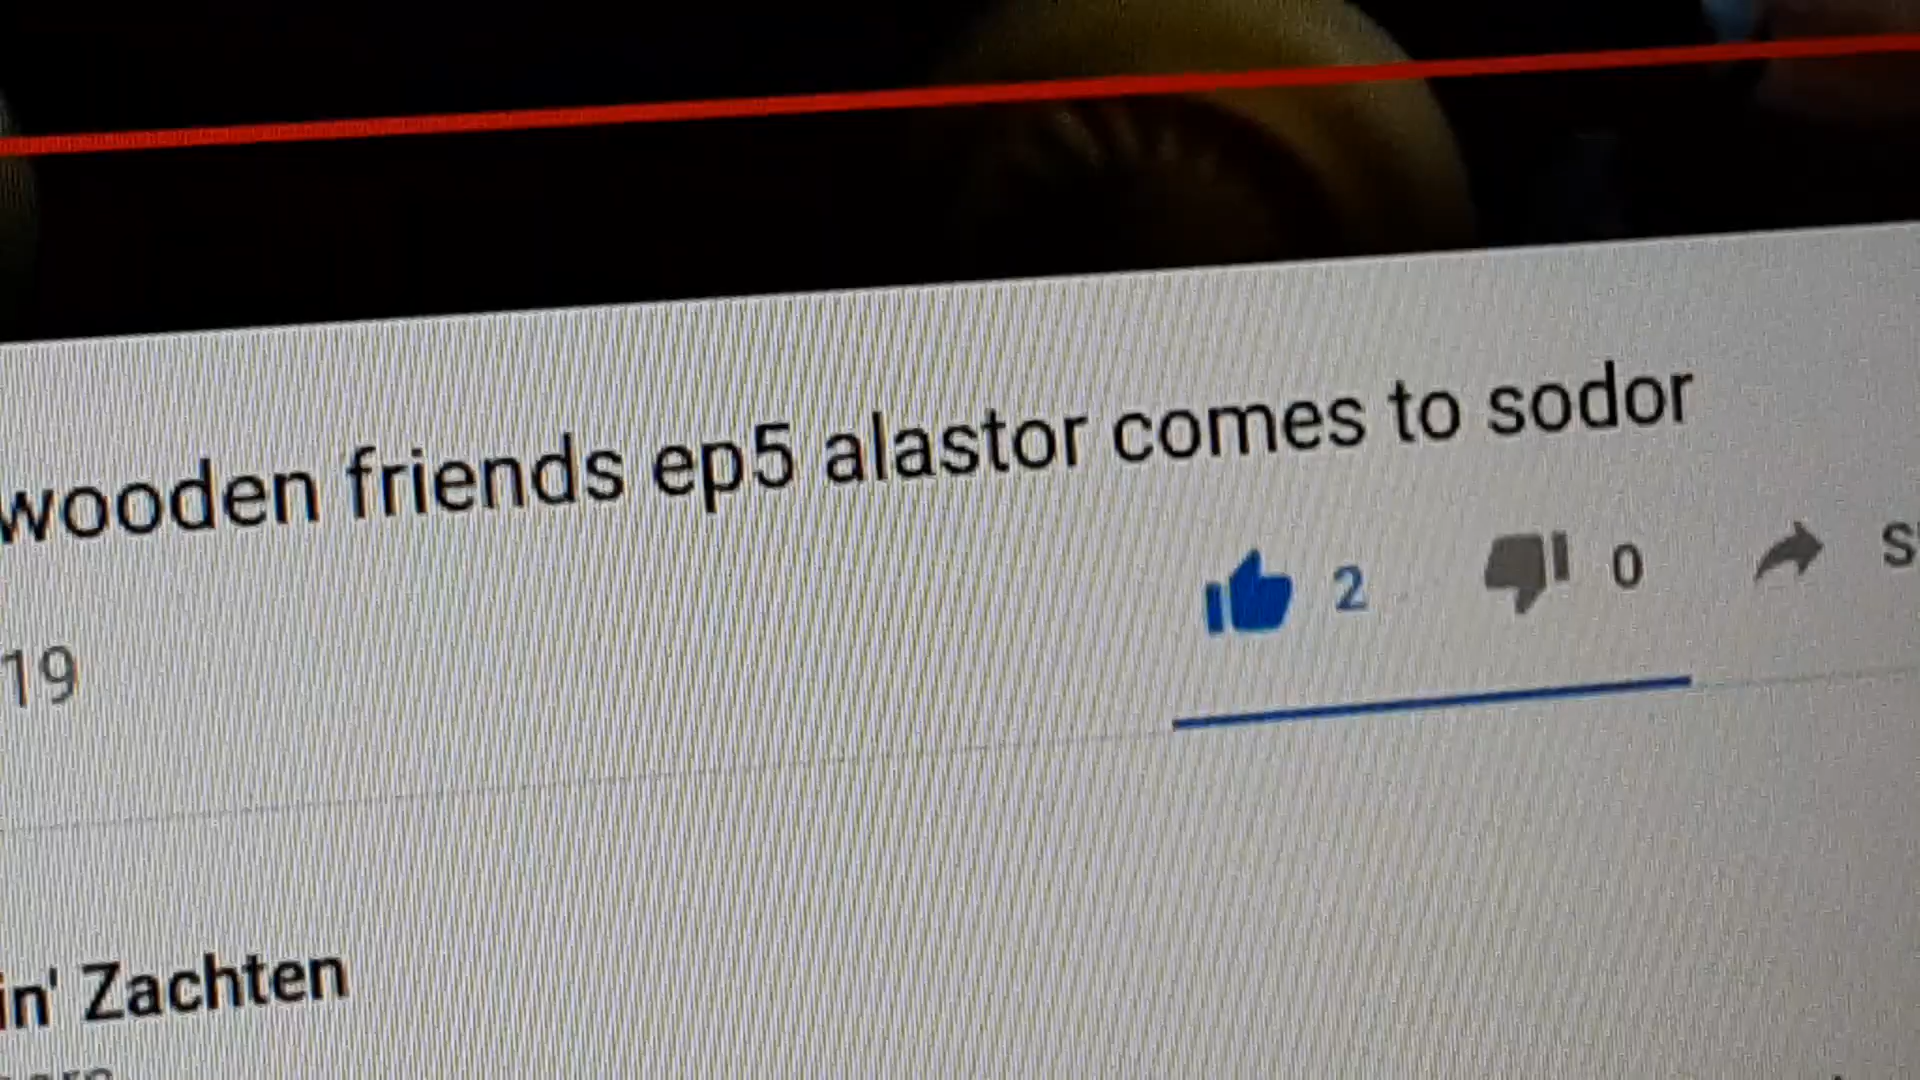 wooden friends ep5 alastor comes to sodor
2 0
19
in' Zachten